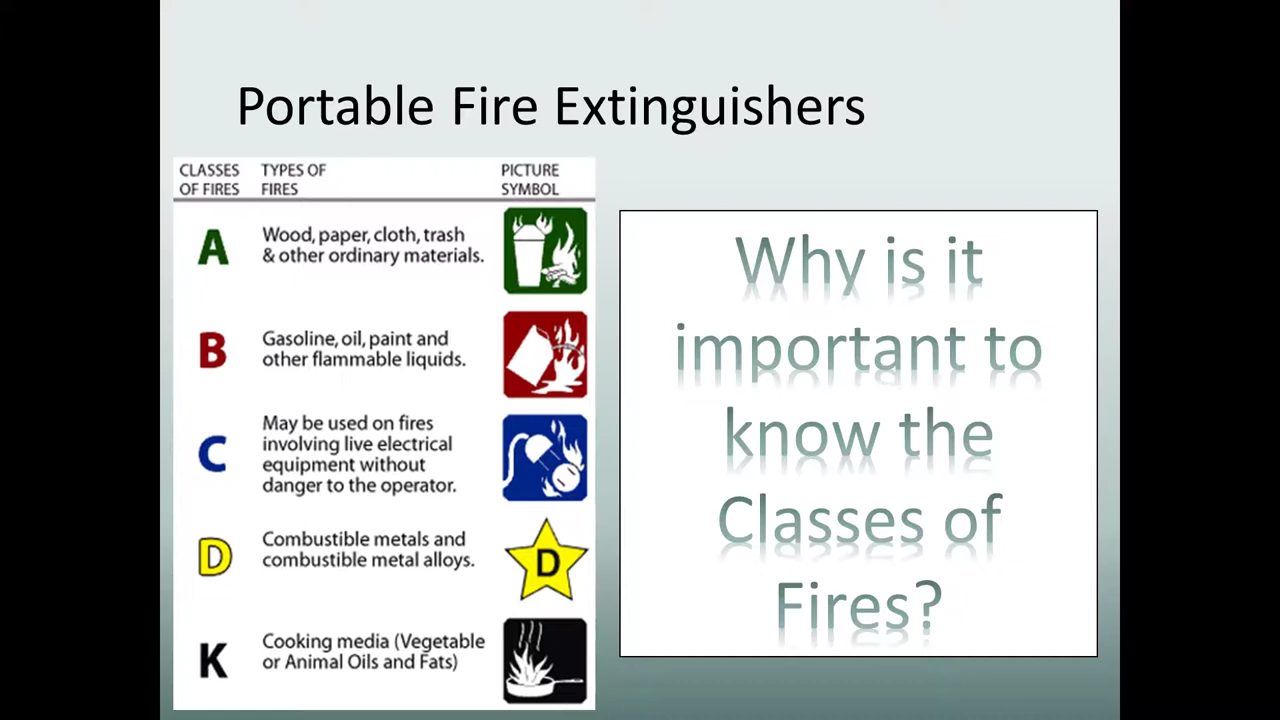 Portable Fire Extinguishers
CLASSES
OF FIRES
TYPES OF
FIRES
PICTURE
SYMBOL
A
Wood, paper, cloth, trash
& other ordinary materials.
B
Gasoline, oil, paint and
other flammable liquids.
C
May be used on fires
involving live electrical
equipment without
danger to the operator.
D
Combustible metals and
combustible metal alloys.
D
K
Cooking media (Vegetable
or Animal Oils and Fats)
Why is it
important to
know the
Classes of
Fires?